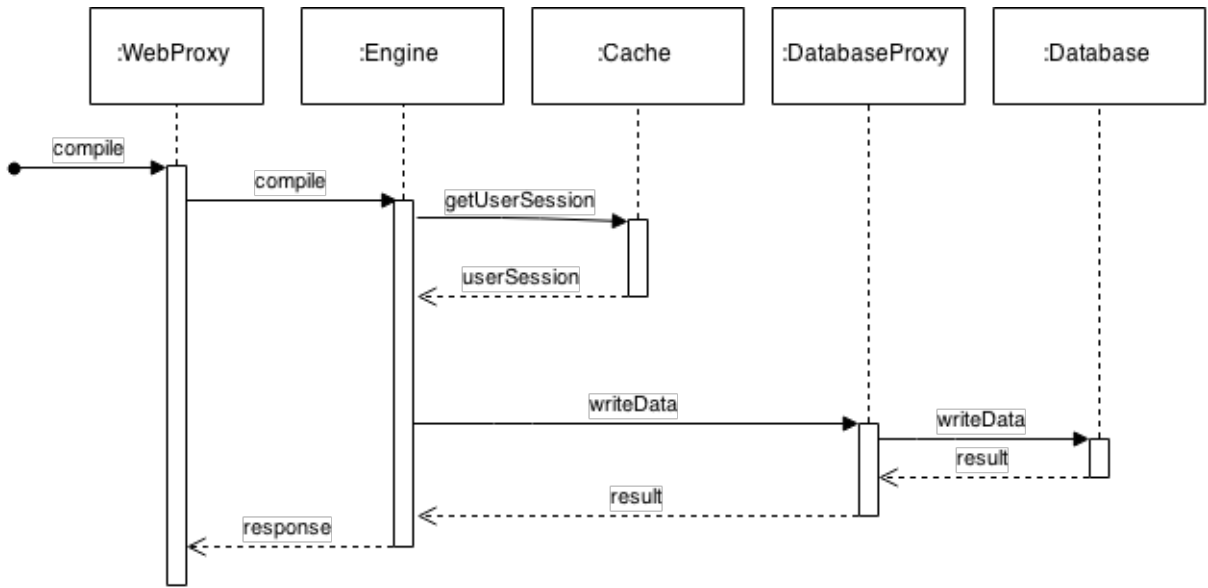 :WebProxy
:Engine
:Cache
:DatabaseProxy
:Database
compile
compile
getUserSession
userSession
writeData
writeData
result
result
response